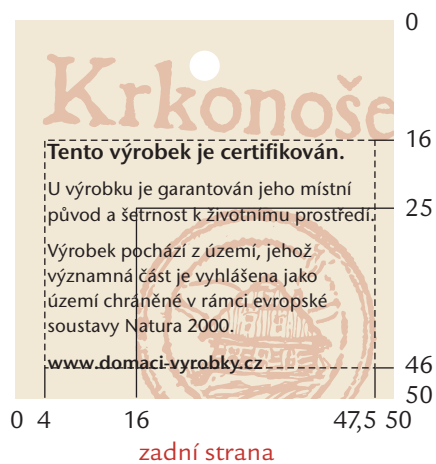 0
Krkonoše
16
Tento výrobek je certifikován.
U výrobku je garantován jeho místní
původ a šetrnost k životnímu prostředí.
25
Výrobek pochází z území, jehož
významná část je vyhlášena jako
území chráněné v rámci evropské
soustavy Natura 2000.
www.domaci-vyrobky.cz
46
50
0 4 16 47,5 50
zadní strana